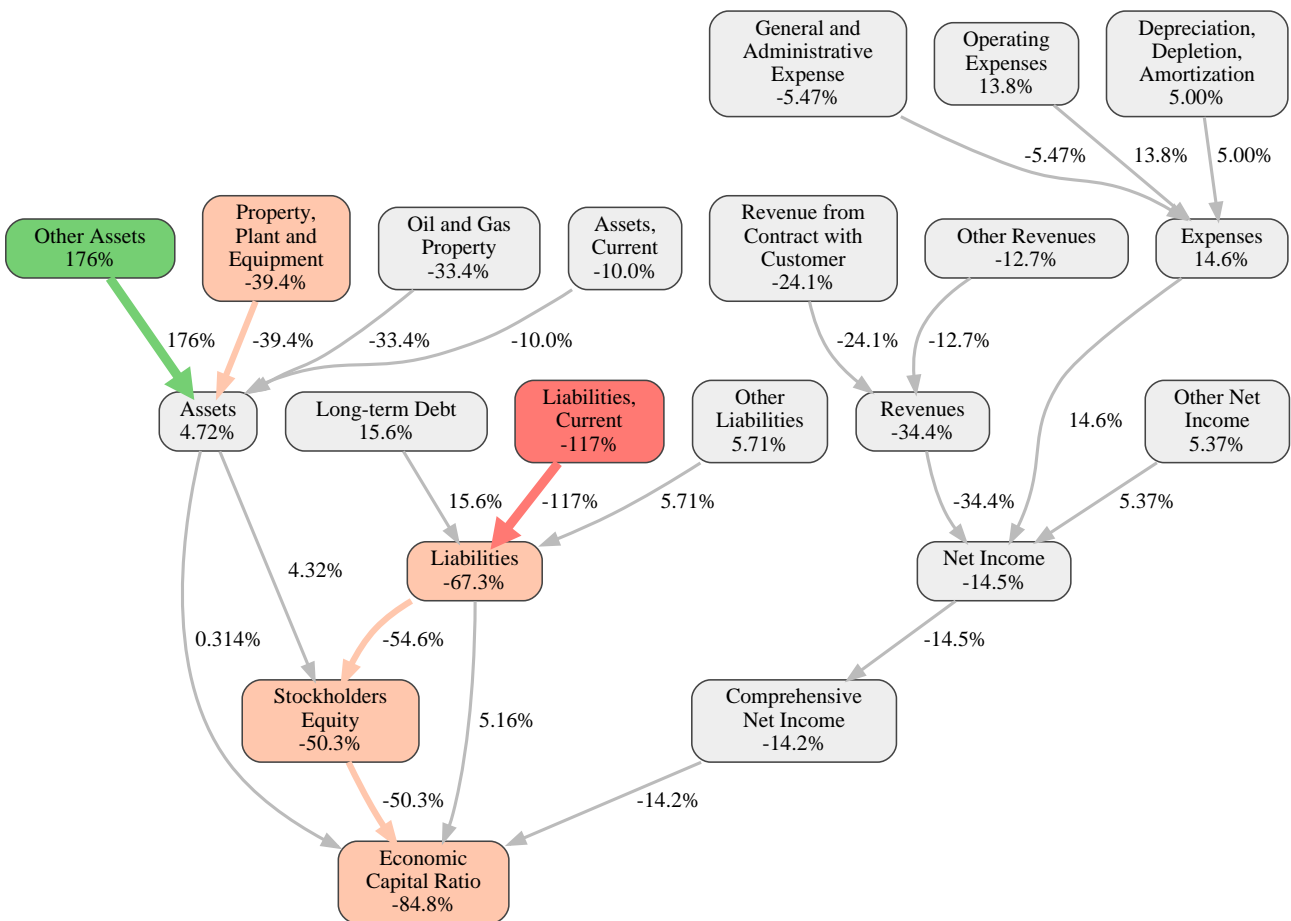 General and
Administrative
Expense
-5.47%
Operating
Expenses
13.8%
Depreciation,
Depletion,
Amortization
5.00%
-5.47%
13.8%
5.00%
Other Assets
176%
Property,
Plant and
Equipment
-39.4%
Oil and Gas
Property
-33.4%
Assets,
Current
-10.0%
Revenue from
Contract with
Customer
-24.1%
Other Revenues
-12.7%
Expenses
14.6%
176%
-39.4%
-33.4%
-10.0%
-24.1%
-12.7%
Assets
4.72%
Long-term Debt
15.6%
Liabilities,
Current
-117%
Other
Liabilities
5.71%
Revenues
-34.4%
14.6%
Other Net
Income
5.37%
15.6%
-117%
5.71%
-34.4%
5.37%
4.32%
Liabilities
-67.3%
Net Income
-14.5%
0.314%
-54.6%
-14.5%
Stockholders
Equity
-50.3%
5.16%
Comprehensive
Net Income
-14.2%
-50.3%
-14.2%
Economic
Capital Ratio
-84.8%